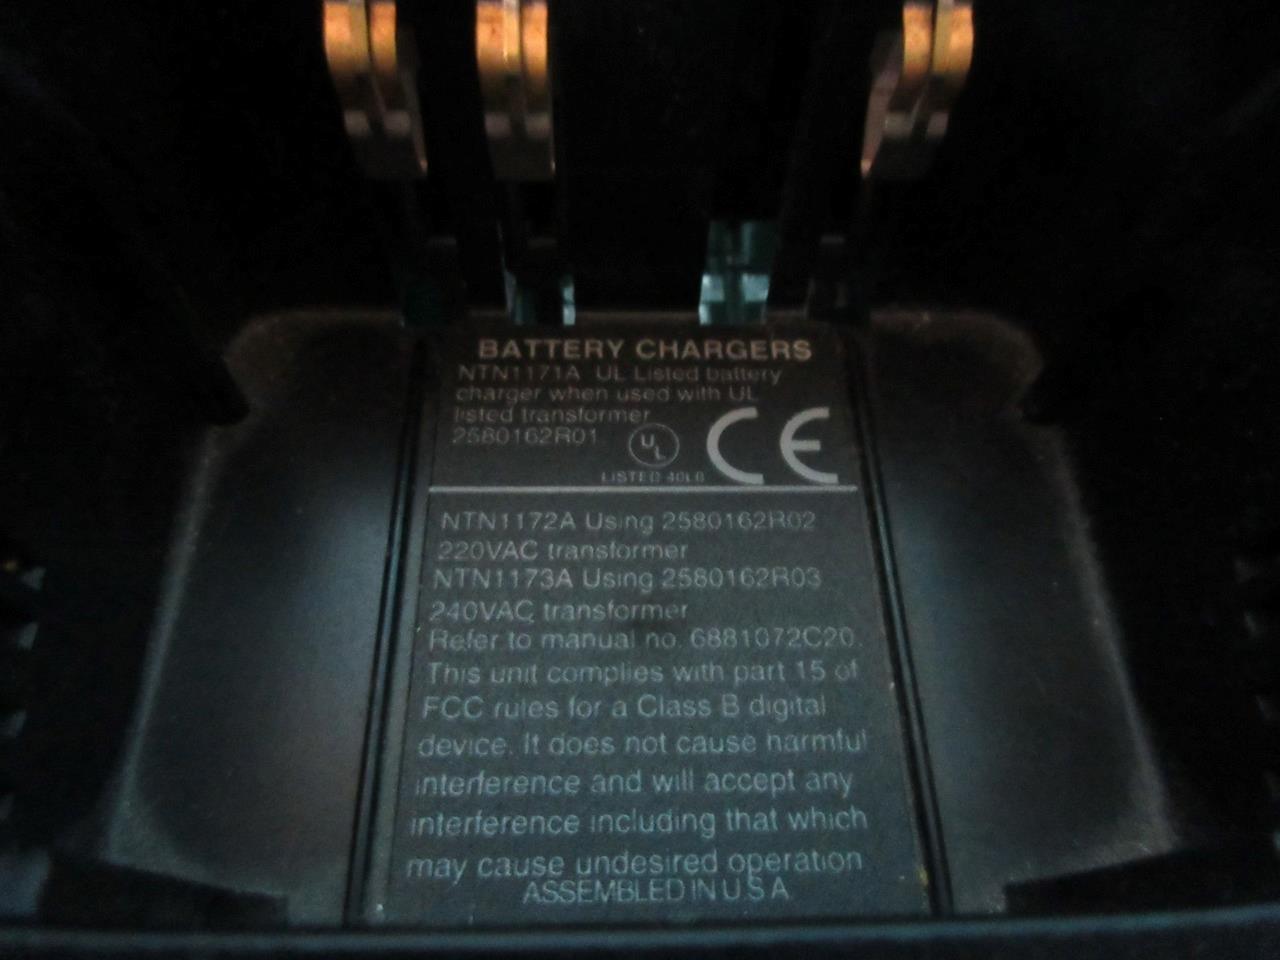 BATTERY CHARGERS
NTN1171A UL Listed battery
charger when used with UL
listed transformer
2580162R01
UL
CE
LISTED 40L8
NTN1172A Using 2580162R02
220VAC transformer
NTN1173A Using 2580162R03
240VAC transformer
Refer to manual no. 6881072C20.
This unit complies with part 15 of
FCC rules for a Class B digital
device. It does not cause harmful
interference and will accept any
interference including that which
may cause undesired operation
ASSEMBLED IN U.S A